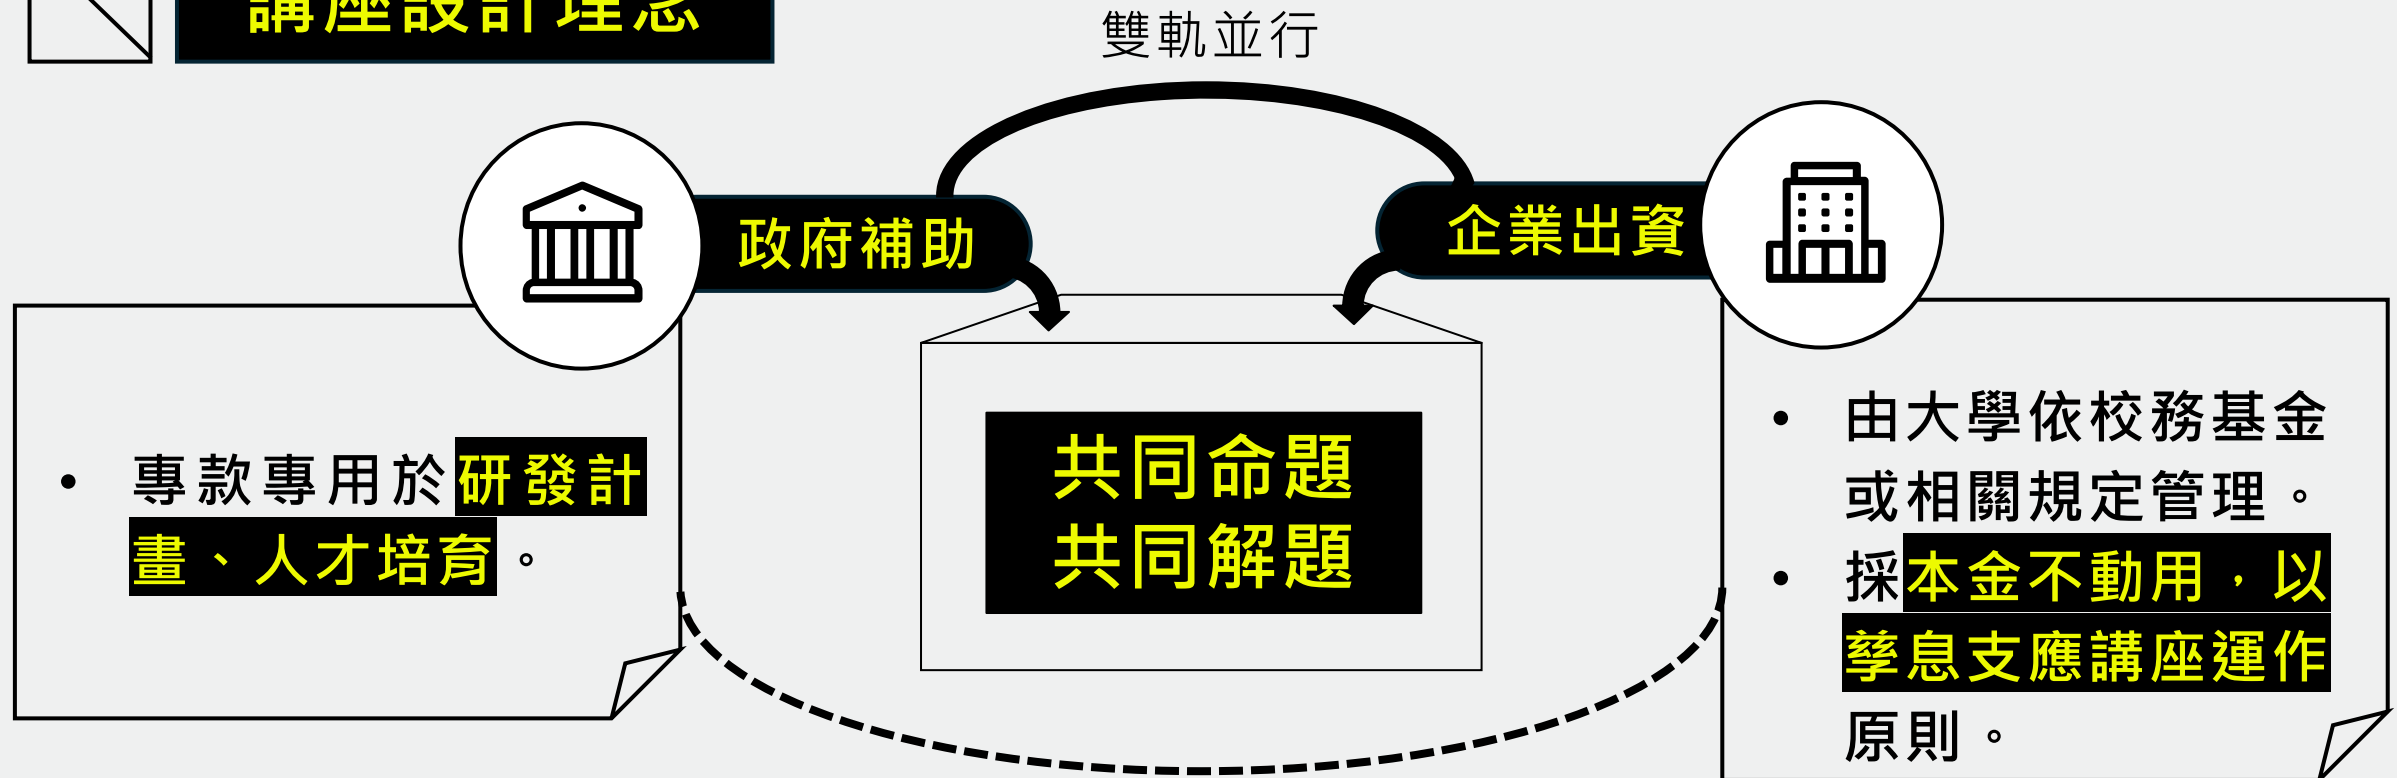 講座設計理念
雙軌並行
政府補助
企業出資
• 專款專用於研發計
畫、人才培育。
共同命題
共同解題
• 由大學依校務基金
或相關規定管理。
• 採本金不動用，以
孳息支應講座運作
原則。